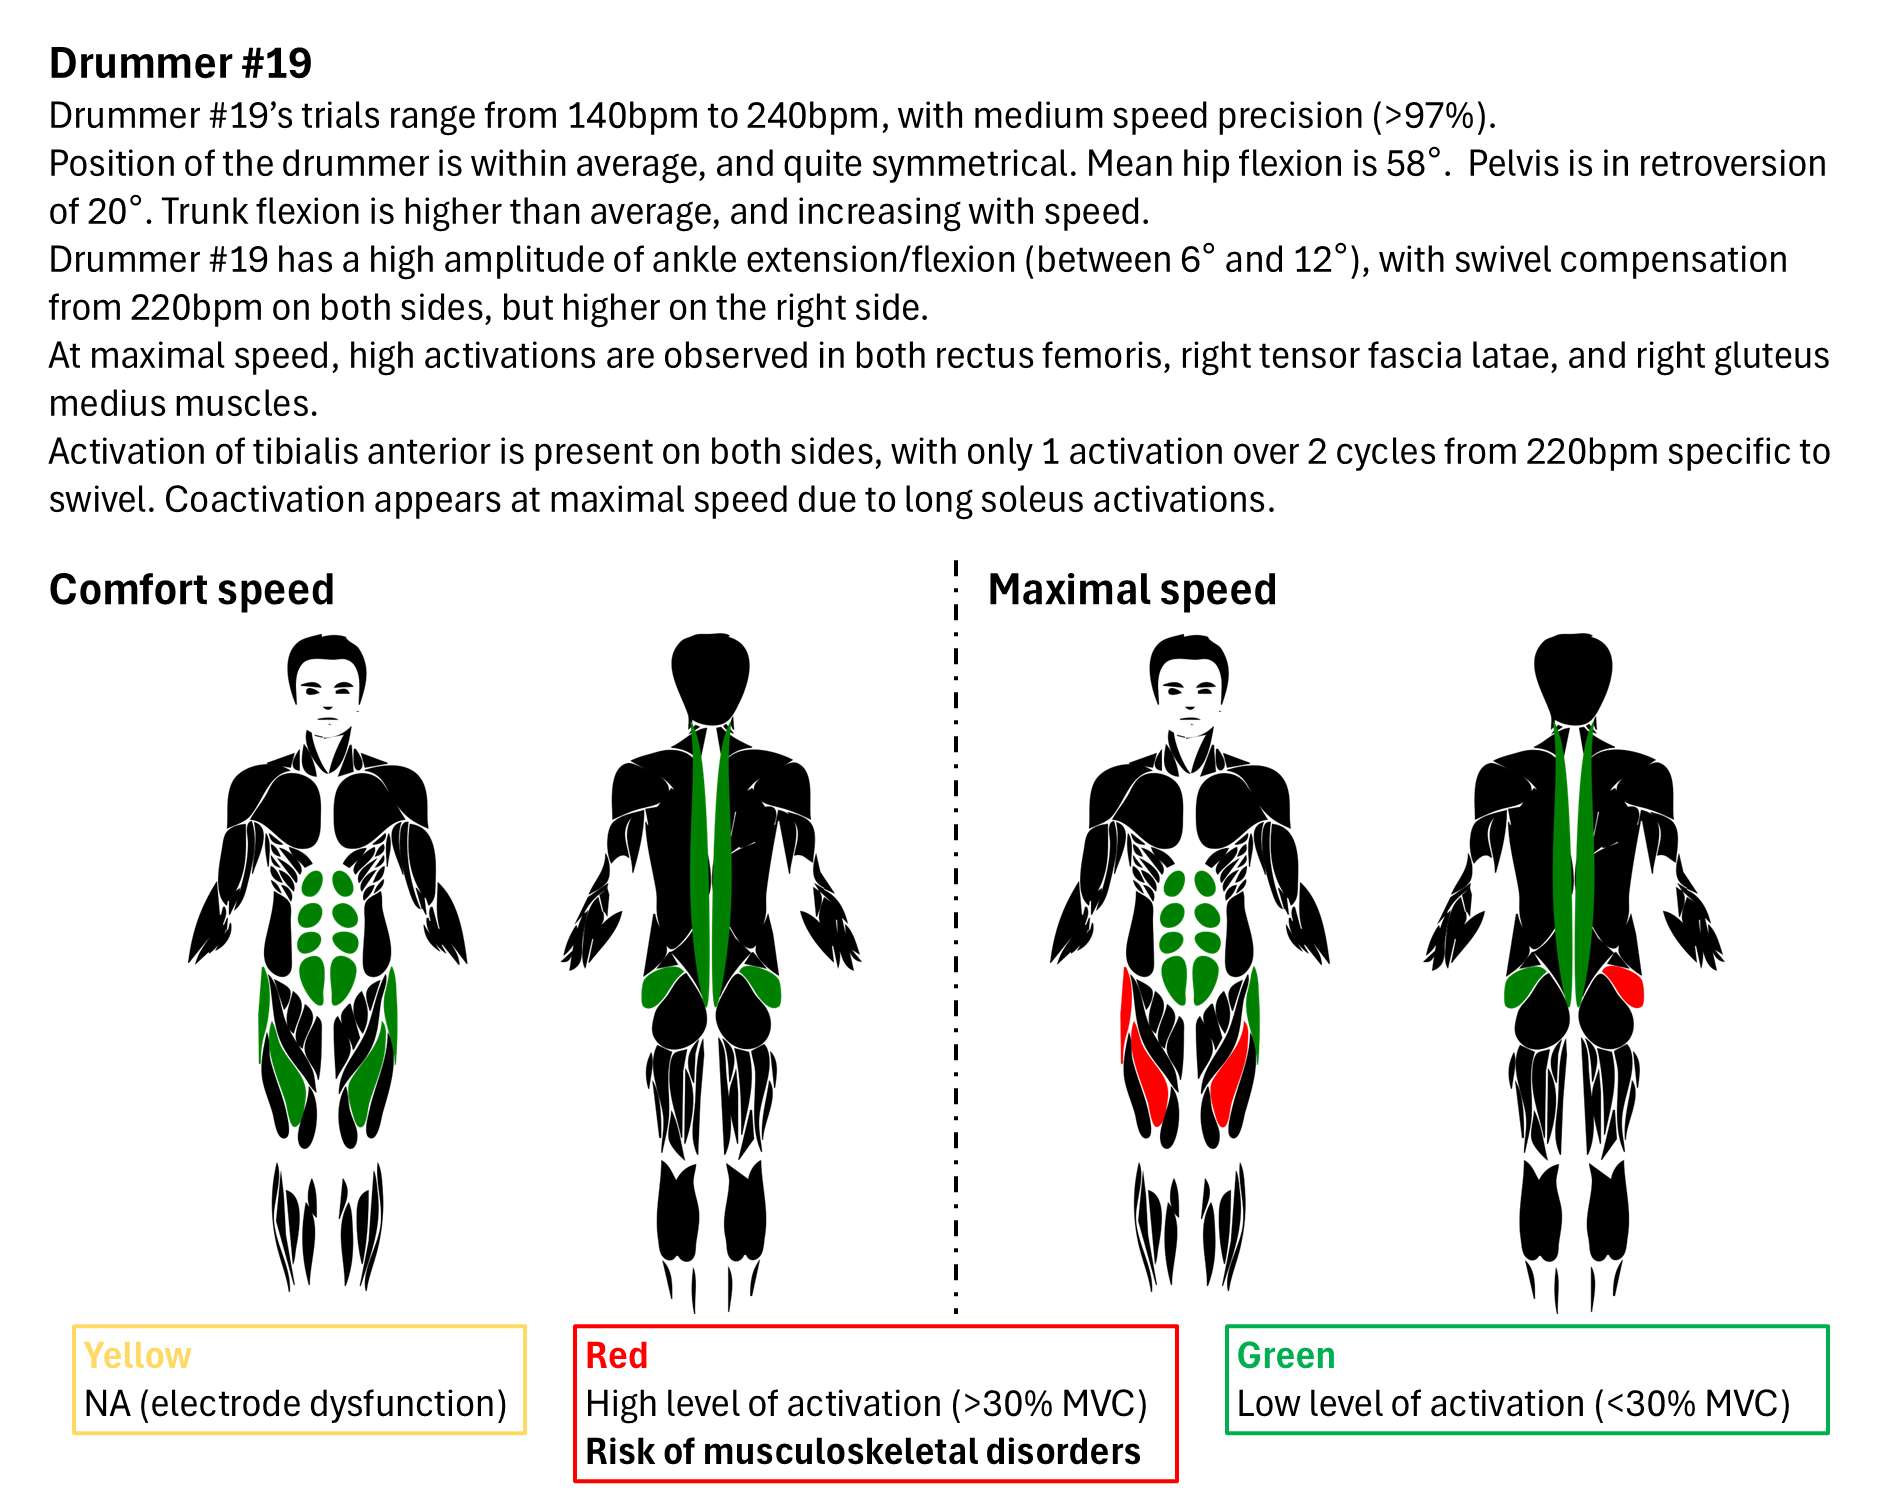 Drummer #19
Drummer #19’s trials range from 140bpm to 240bpm, with medium speed precision (>97%).
Position of the drummer is within average, and quite symmetrical. Mean hip flexion is 58°.  Pelvis is in retroversion
of 20°. Trunk flexion is higher than average, and increasing with speed.
Drummer #19 has a high amplitude of ankle extension/flexion (between 6° and 12°), with swivel compensation
from 220bpm on both sides, but higher on the right side.
At maximal speed, high activations are observed in both rectus femoris, right tensor fascia latae, and right gluteus
medius muscles.
Activation of tibialis anterior is present on both sides, with only 1 activation over 2 cycles from 220bpm specific to
swivel. Coactivation appears at maximal speed due to long soleus activations.
Comfort speed
Maximal speed
Yellow
NA (electrode dysfunction)
Red
High level of activation (>30% MVC)
Risk of musculoskeletal disorders
Green
Low level of activation (<30% MVC)